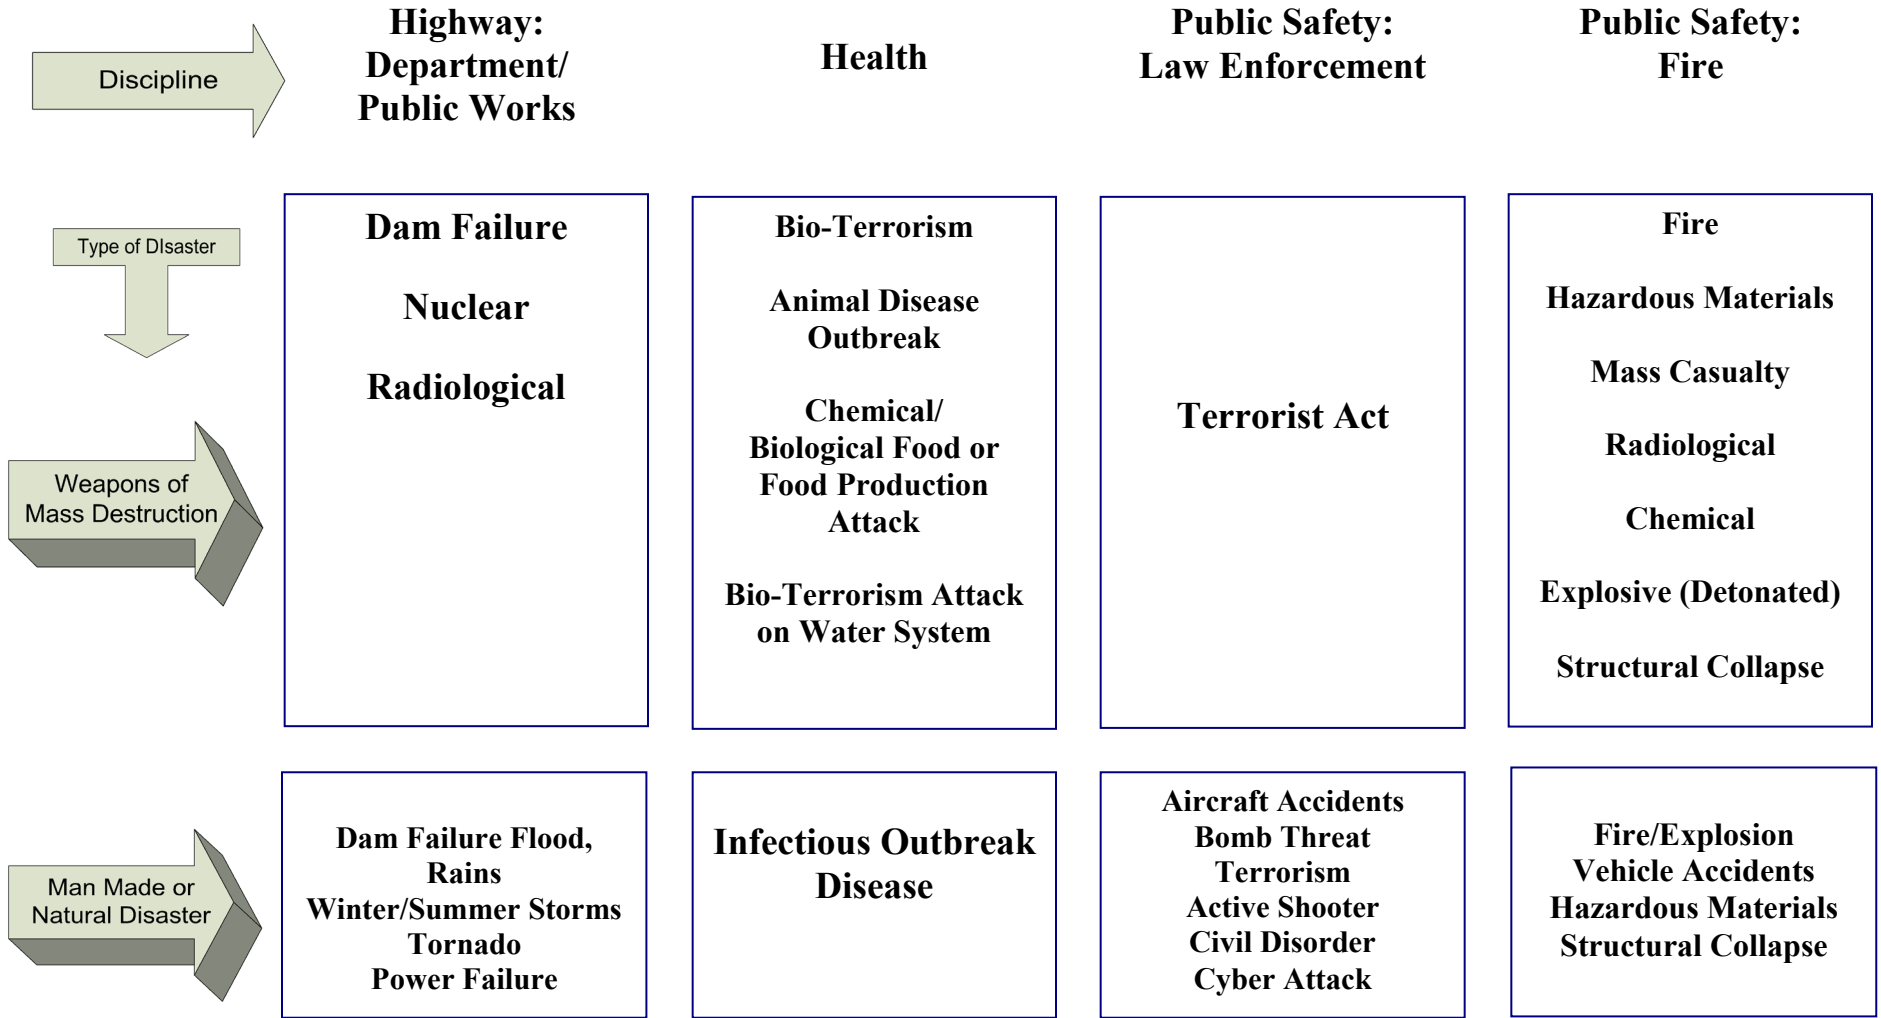 Discipline
Highway:
Department/
Public Works
Health
Public Safety:
Law Enforcement
Public Safety:
Fire
Type of DIsaster
Weapons of
Mass Destruction
Dam Failure
Nuclear
Radiological
Bio-Terrorism
Animal Disease
Outbreak
Chemical/
Biological Food or
Food Production
Attack
Bio-Terrorism Attack
on Water System
Terrorist Act
Fire
Hazardous Materials
Mass Casualty
Radiological
Chemical
Explosive (Detonated)
Structural Collapse
Man Made or
Natural Disaster
Dam Failure Flood,
Rains
Winter/Summer Storms
Tornado
Power Failure
Infectious Outbreak
Disease
Aircraft Accidents
Bomb Threat
Terrorism
Active Shooter
Civil Disorder
Cyber Attack
Fire/Explosion
Vehicle Accidents
Hazardous Materials
Structural Collapse